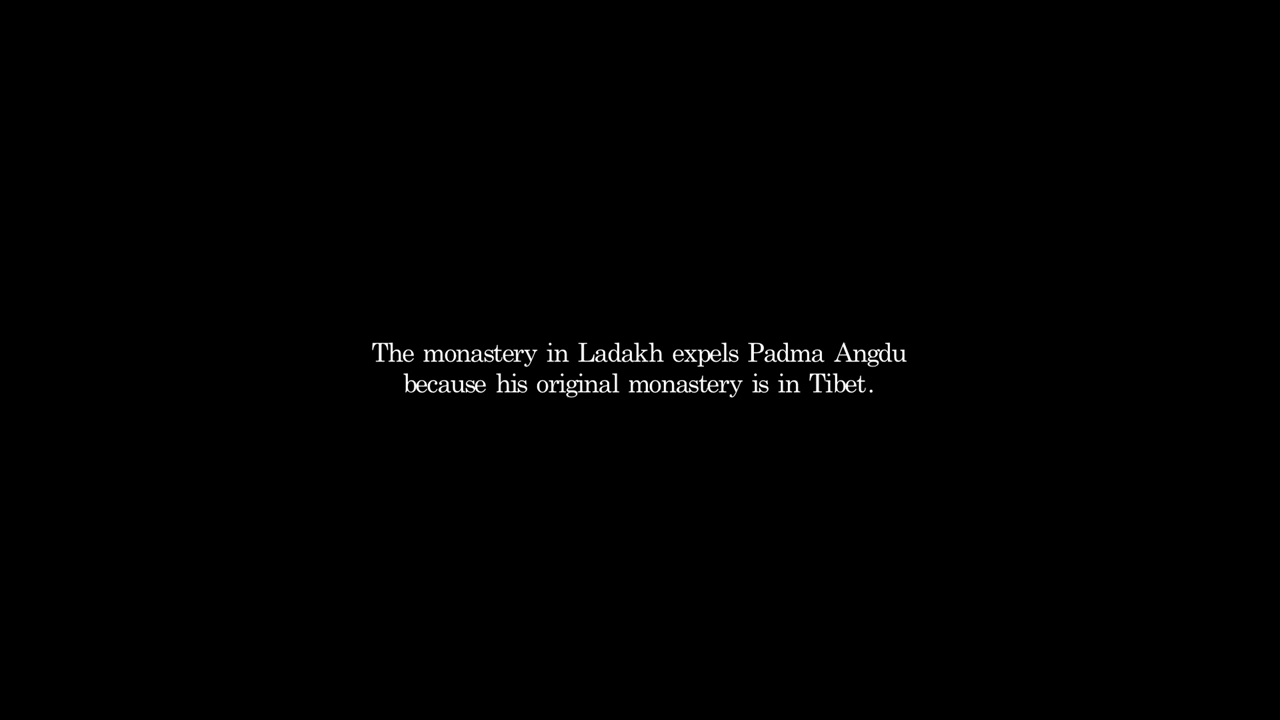 The monastery in Ladakh expels Padma Angdu
because his original monastery is in Tibet.